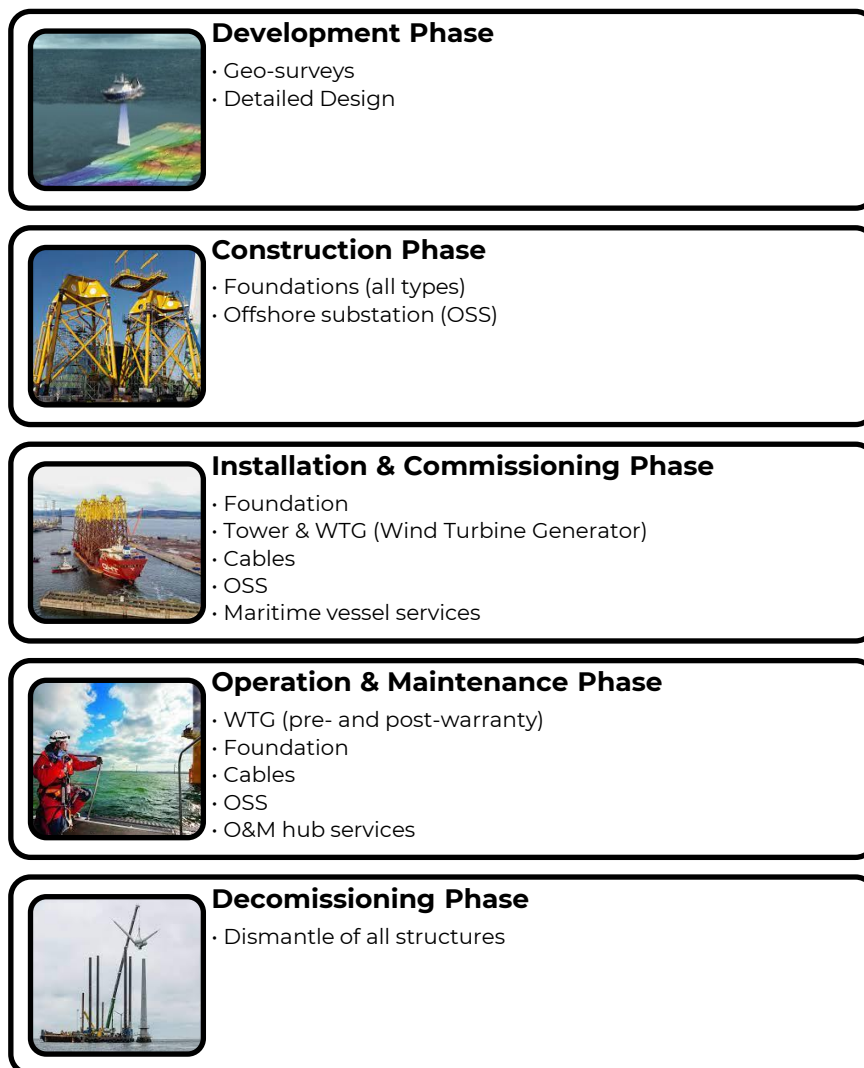 Development Phase
· Geo-surveys
· Detailed Design
Construction Phase
· Foundations (all types)
· Offshore substation (OSS)
Installation & Commissioning Phase
· Foundation
· Tower & WTG (Wind Turbine Generator)
· Cables
· OSS
· Maritime vessel services
Operation & Maintenance Phase
· WTG (pre- and post-warranty)
· Foundation
· Cables
· OSS
· O&M hub services
Decomissioning Phase
· Dismantle of all structures